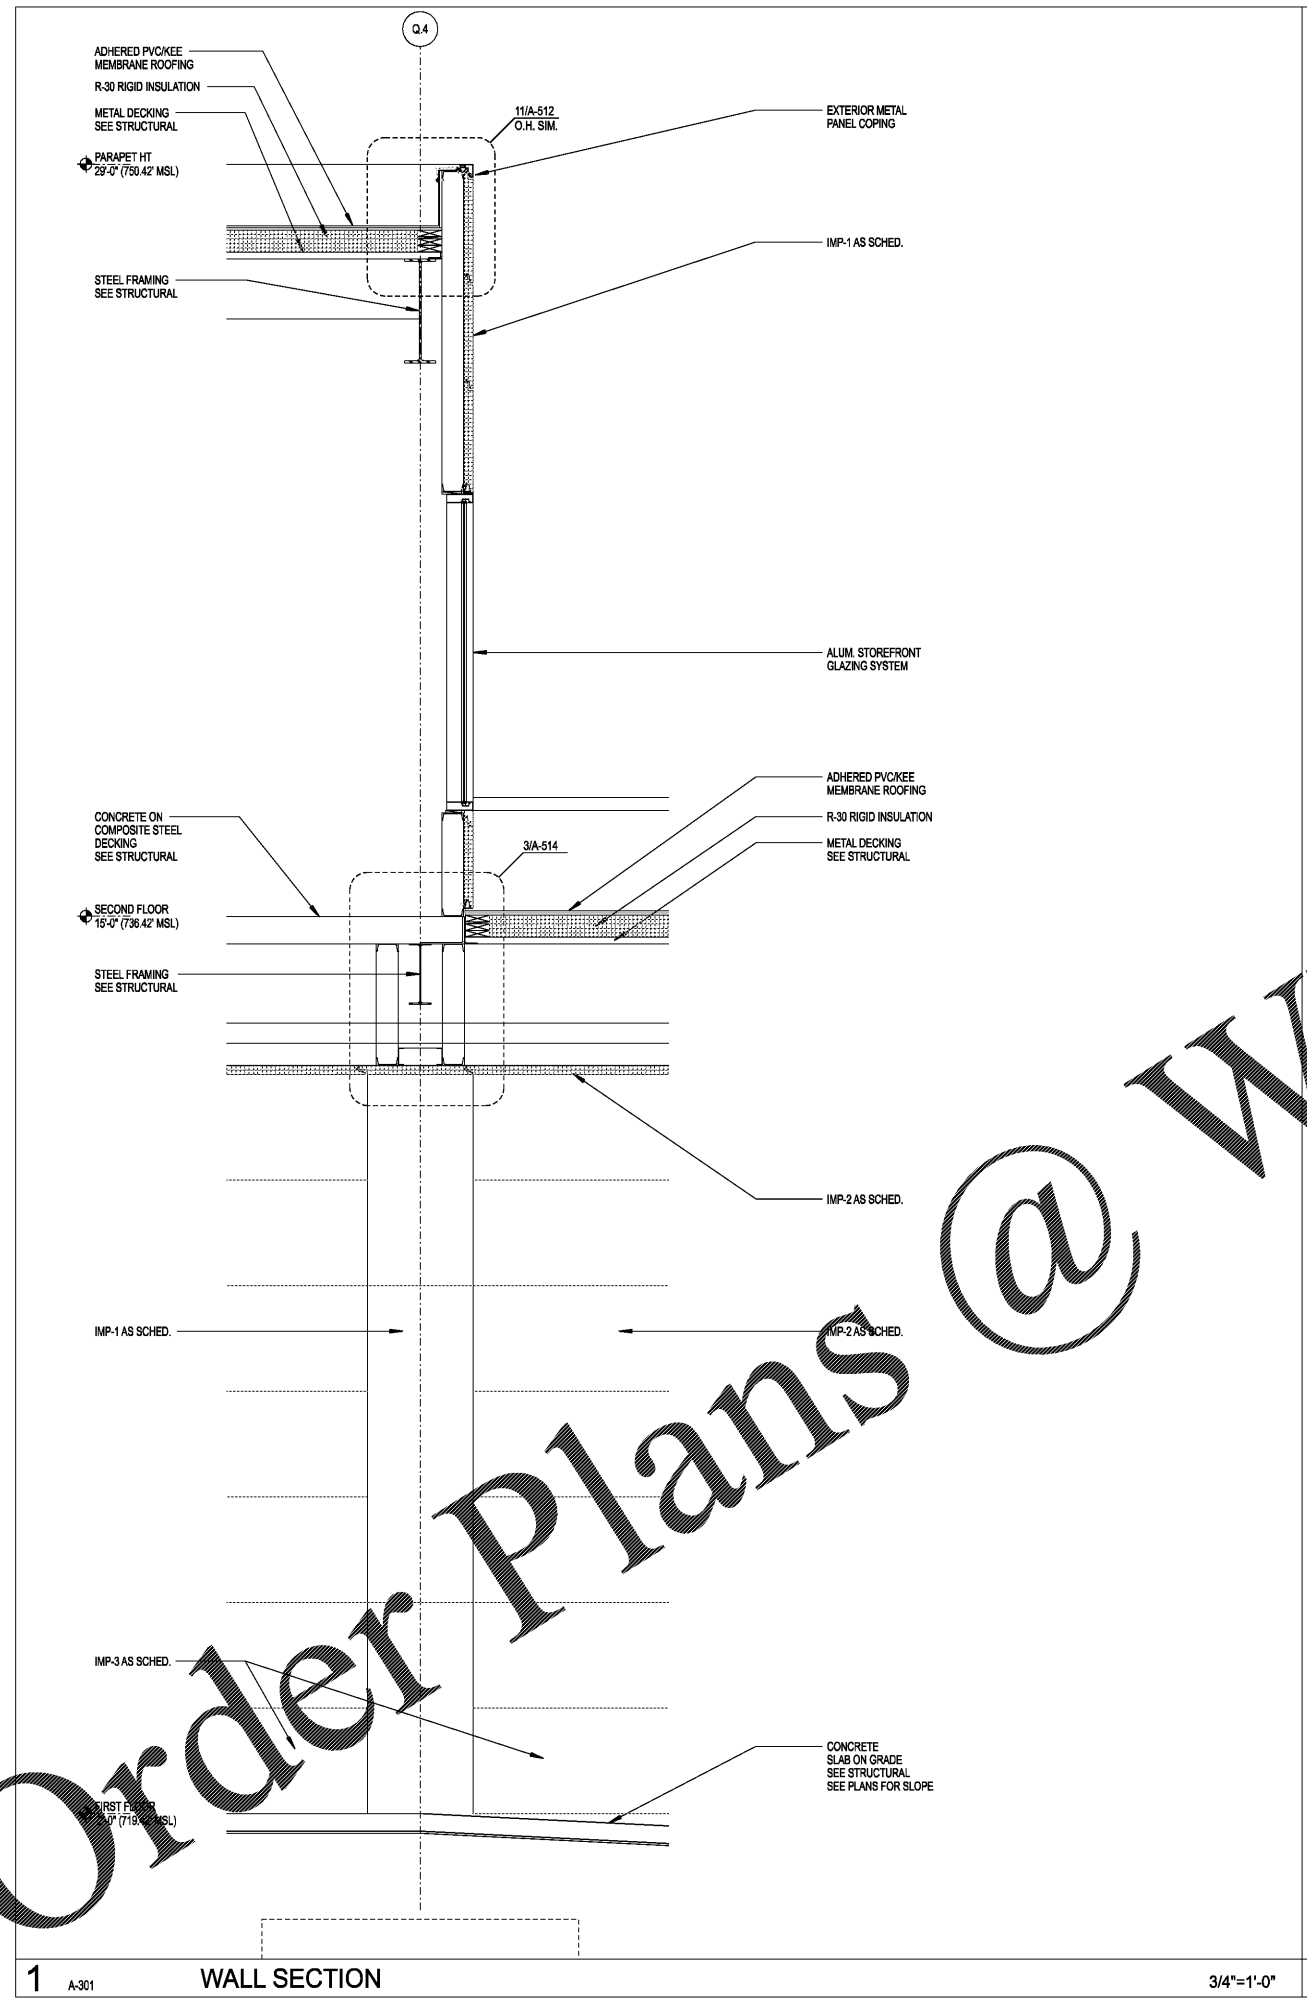 Q.4
ADHERED PVC/KEE
MEMBRANE ROOFING
R-30 RIGID INSULATION
METAL DECKING
SEE STRUCTURAL
11/A-512
O.H. SIM.
EXTERIOR METAL
PANEL COPING
PARAPET HT
29'-0" (750.42' MSL)
IMP-1 AS SCHED.
STEEL FRAMING
SEE STRUCTURAL
ALUM. STOREFRONT
GLAZING SYSTEM
ADHERED PVC/KEE
MEMBRANE ROOFING
R-30 RIGID INSULATION
METAL DECKING
SEE STRUCTURAL
CONCRETE ON
COMPOSITE STEEL
DECKING
SEE STRUCTURAL
3/A-514
SECOND FLOOR
15'-0" (736.42' MSL)
STEEL FRAMING
SEE STRUCTURAL
IMP-2 AS SCHED.
IMP-1 AS SCHED.
IMP-2 AS SCHED.
IMP-3 AS SCHED.
CONCRETE
SLAB ON GRADE
SEE STRUCTURAL
SEE PLANS FOR SLOPE
FIRST FLOOR
Order Plans @ W
1 A-301 WALL SECTION 3/4"=1'-0"